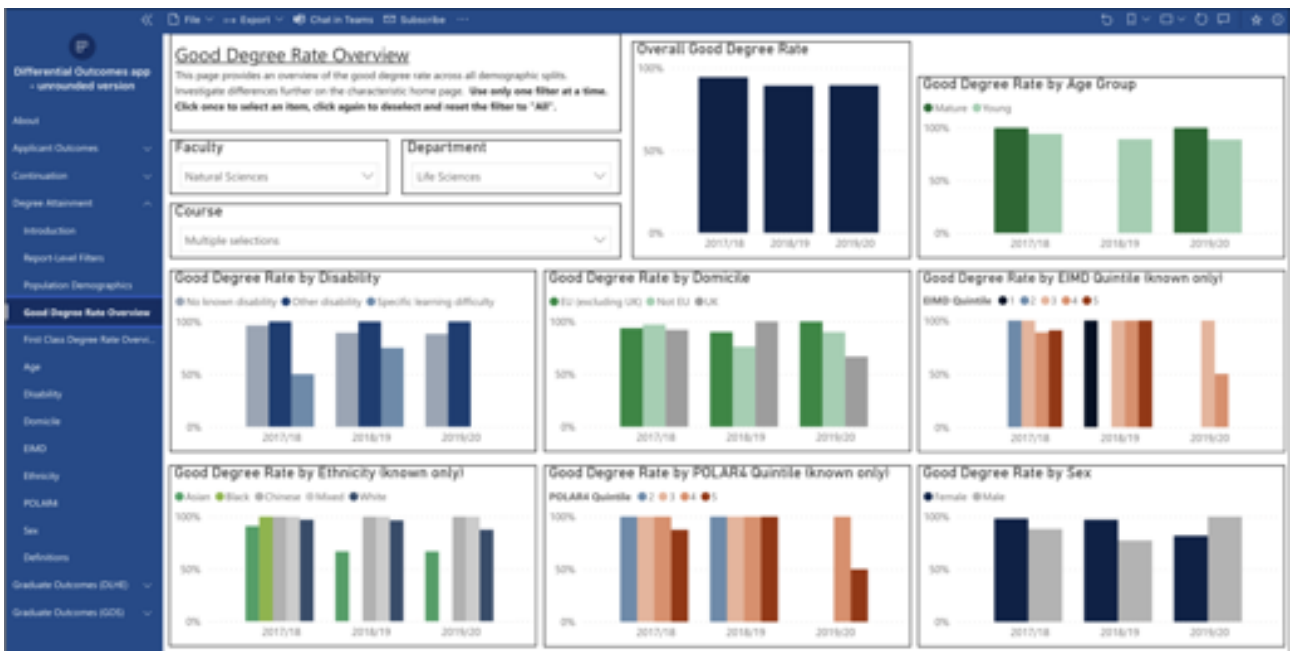 File Export Chat in Teams Subscribe ...
Differential Outcomes app
- unrounded version
About
Applicant Outcomes
Continuation
Degree Attainment
Introduction
Report-Level Filters
Population Demographics
Good Degree Rate Overview
First Class Degree Rate Overvi...
Age
Disability
Domicile
EIMD
Ethnicity
POLAR4
Sex
Definitions
Graduate Outcomes (DLHE)
Graduate Outcomes (GOS)
Good Degree Rate Overview
This page provides an overview of the good degree rate across all demographic splits.
Investigate differences further on the characteristic home page. Use only one filter at a time.
Click once to select an item, click again to deselect and reset the filter to "All".
Faculty
Natural Sciences
Department
Life Sciences
Course
Multiple selections
Overall Good Degree Rate
100%
50%
0%
2017/18 2018/19 2019/20
Good Degree Rate by Age Group
Mature Young
100%
50%
0%
2017/18 2018/19 2019/20
Good Degree Rate by Disability
No known disability Other disability Specific learning difficulty
100%
50%
0%
2017/18 2018/19 2019/20
Good Degree Rate by Domicile
EU (excluding UK) Not EU UK
100%
50%
0%
2017/18 2018/19 2019/20
Good Degree Rate by EIMD Quintile (known only)
EIMD Quintile 1 2 3 4 5
100%
50%
0%
2017/18 2018/19 2019/20
Good Degree Rate by Ethnicity (known only)
Asian Black Chinese Mixed White
100%
50%
0%
2017/18 2018/19 2019/20
Good Degree Rate by POLAR4 Quintile (known only)
POLAR4 Quintile 2 3 4 5
100%
50%
0%
2017/18 2018/19 2019/20
Good Degree Rate by Sex
Female Male
100%
50%
0%
2017/18 2018/19 2019/20